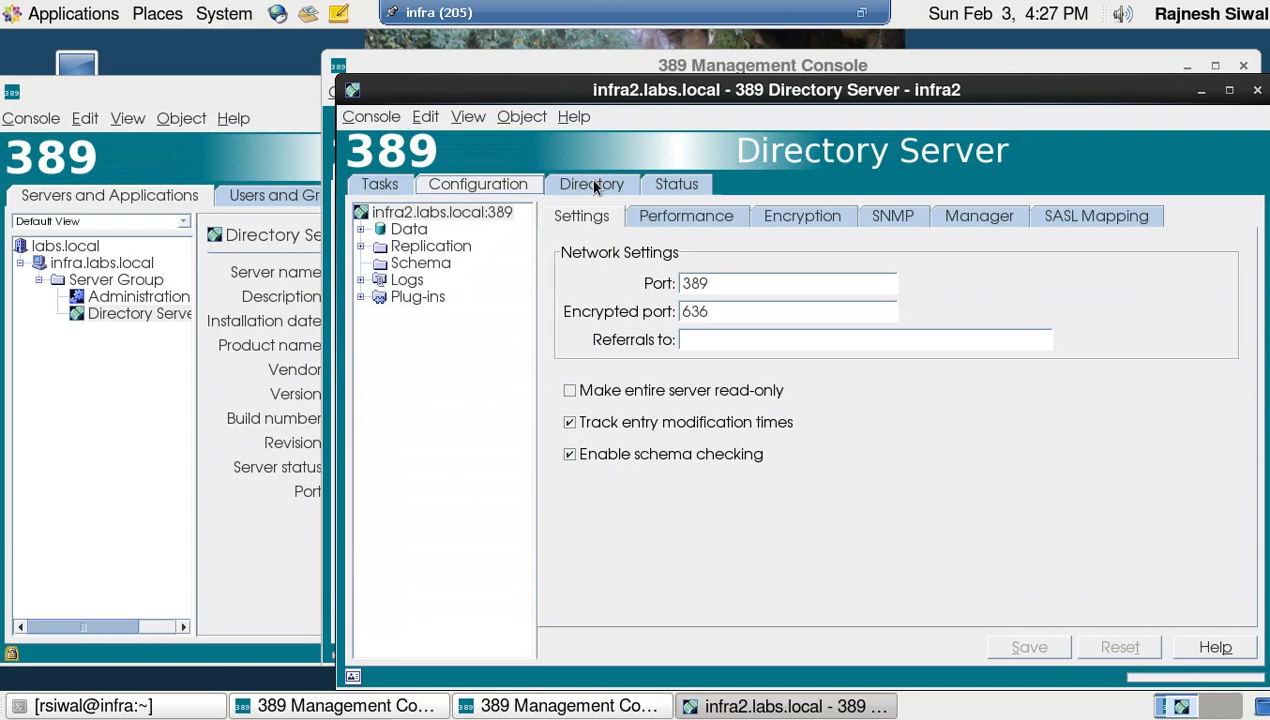 Applications Places System
infra (205)
Sun Feb 3, 4:27 PM
Rajnesh Siwal
389 Management Console
infra2.labs.local - 389 Directory Server - infra2
Console Edit View Object Help
389
Servers and Applications
Users and Gr
Default View
labs.local
infra.labs.local
Server Group
Administration
Directory Serve
Directory Se
Server name
Description
Installation date
Product name
Vendor
Version
Build number
Revision
Server status
Port
Console Edit View Object Help
389
Directory Server
Tasks Configuration Directory Status
infra2.labs.local:389
Data
Replication
Schema
Logs
Plug-ins
Settings Performance Encryption SNMP Manager SASL Mapping
Network Settings
Port: 389
Encrypted port: 636
Referrals to:
Make entire server read-only
Track entry modification times
Enable schema checking
Save Reset Help
[rsiwal@infra:~]
389 Management Co...
389 Management Co...
infra2.labs.local - 389 ...